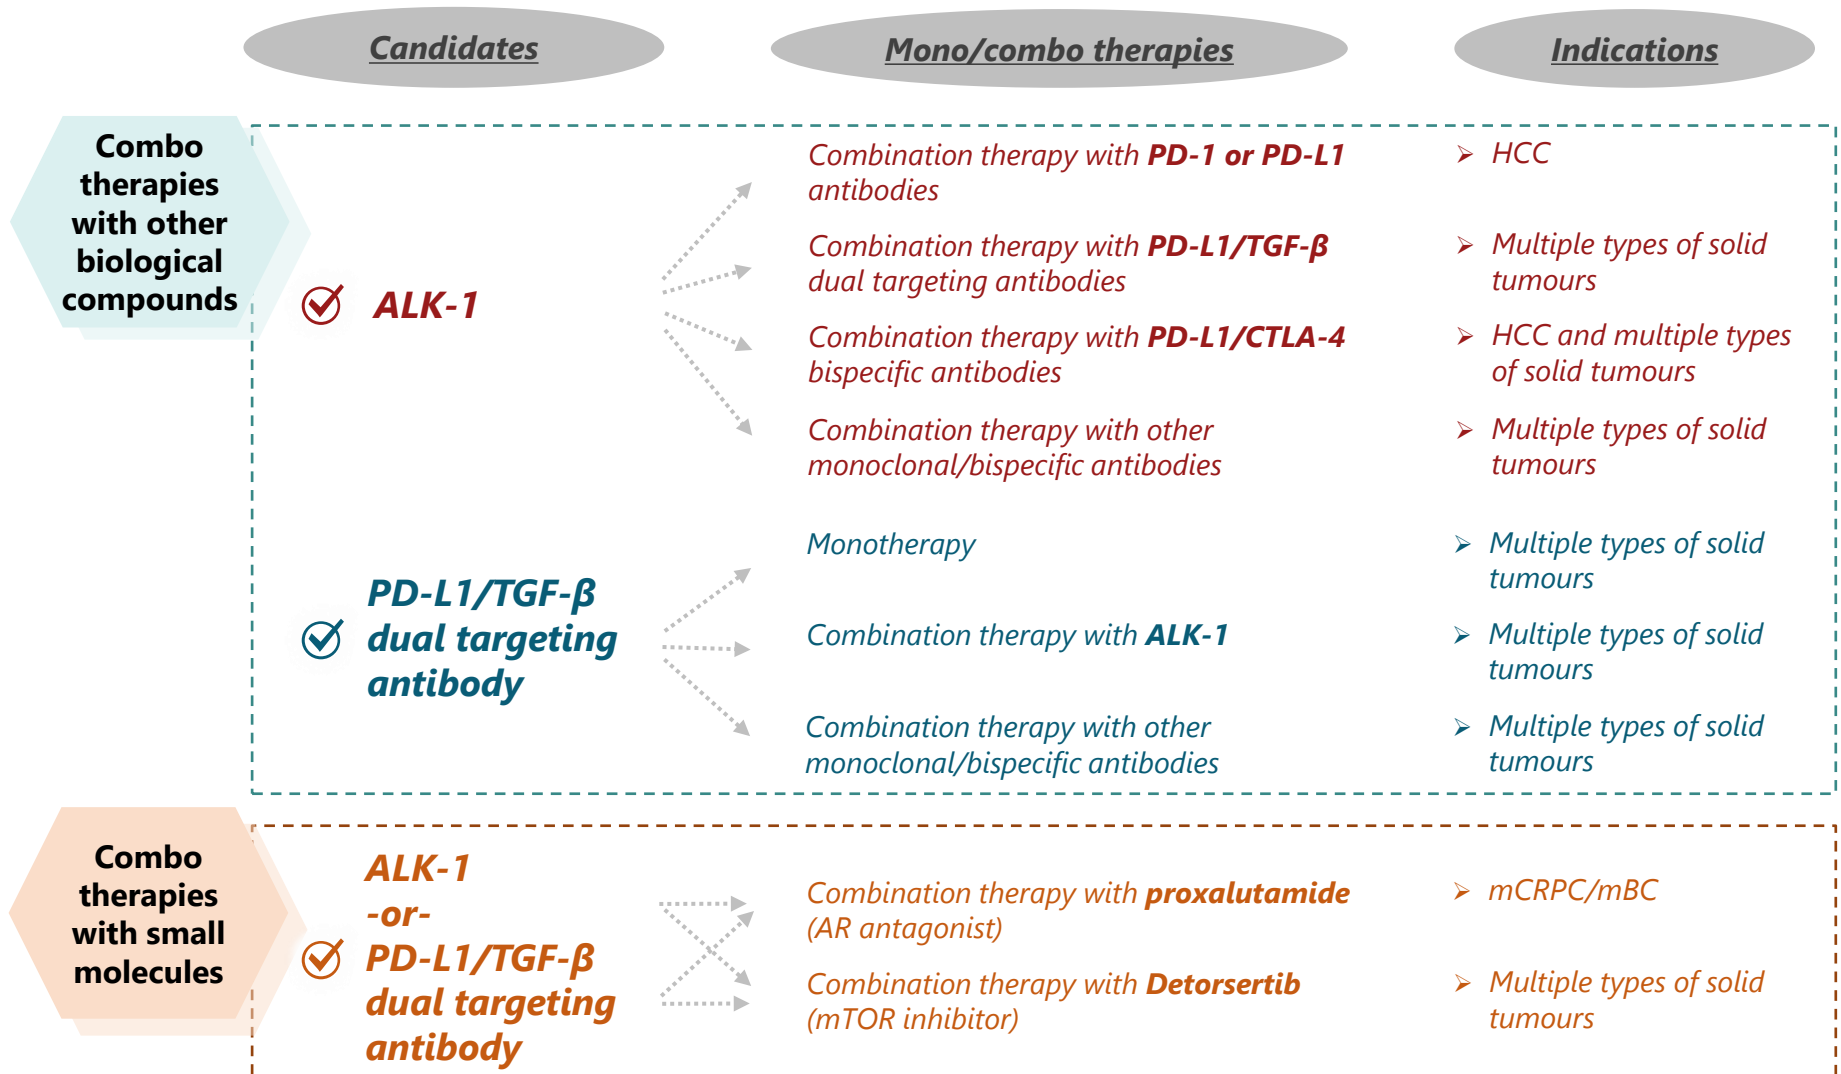 Candidates
Mono/combo therapies
Indications
Combo
therapies
with other
biological
compounds
ALK-1
Combination therapy with PD-1 or PD-L1
antibodies
➢ HCC
Combination therapy with PD-L1/TGF-β
dual targeting antibodies
➢ Multiple types of solid
tumours
Combination therapy with PD-L1/CTLA-4
bispecific antibodies
➢ HCC and multiple types
of solid tumours
Combination therapy with other
monoclonal/bispecific antibodies
➢ Multiple types of solid
tumours
PD-L1/TGF-β
dual targeting
antibody
Monotherapy
➢ Multiple types of solid
tumours
Combination therapy with ALK-1
➢ Multiple types of solid
tumours
Combination therapy with other
monoclonal/bispecific antibodies
➢ Multiple types of solid
tumours
Combo
therapies
with small
molecules
ALK-1
-or-
PD-L1/TGF-β
dual targeting
antibody
Combination therapy with proxalutamide
(AR antagonist)
➢ mCRPC/mBC
Combination therapy with Detorsertib
(mTOR inhibitor)
➢ Multiple types of solid
tumours